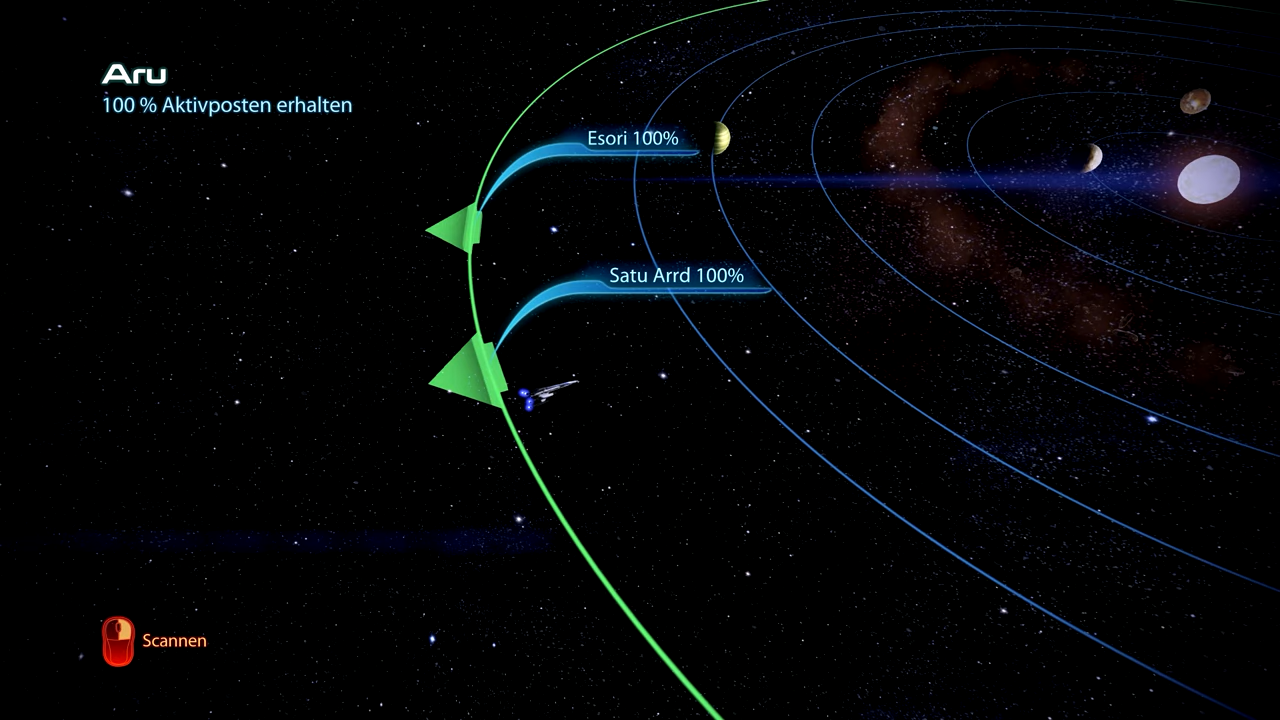 Aru
100 % Aktivposten erhalten
Esori 100%
Satu Arrd 100%
Scannen